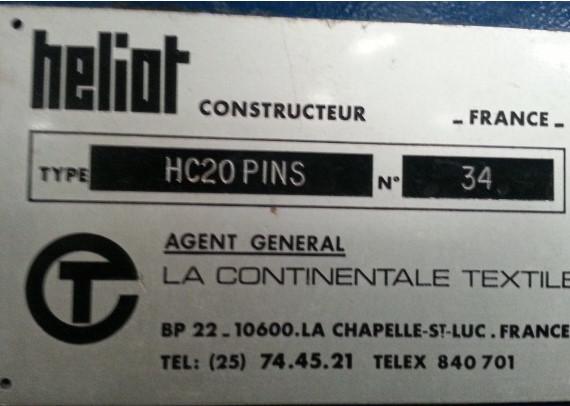 heliot CONSTRUCTEUR - FRANCE -
TYPE HC20 PINS N° 34
AGENT GENERAL
LA CONTINENTALE TEXTILE
BP 22 - 10600. LA CHAPELLE-ST-LUC. FRANCE
TEL: (25) 74.45.21 TELEX 840 701